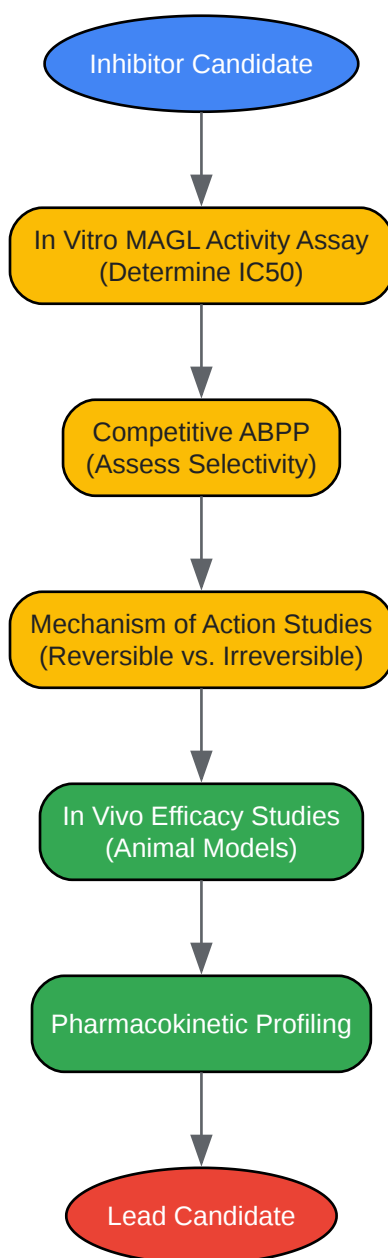 Inhibitor Candidate
In Vitro MAGL Activity Assay
(Determine IC50)
Competitive ABPP
(Assess Selectivity)
Mechanism of Action Studies
(Reversible vs. Irreversible)
In Vivo Efficacy Studies
(Animal Models)
Pharmacokinetic Profiling
Lead Candidate